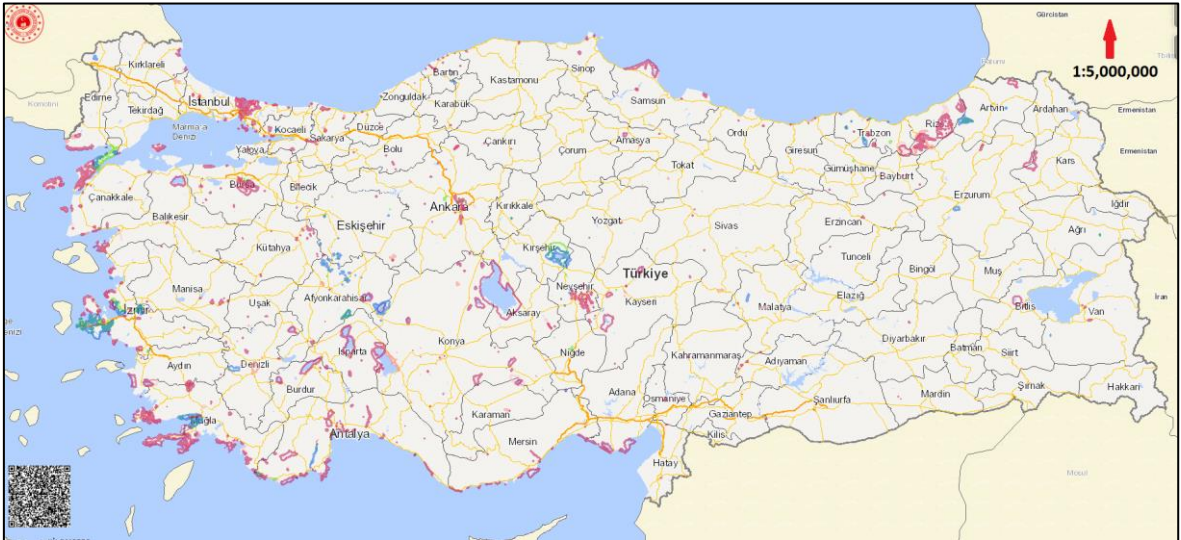 Gürcistan
1:5,000,000
Kırklareli
Edirne
Tekirdağ
İstanbul
Marmara
Denizi
Kocaeli
Yalova
Sakarya
Düzce
Bolu
Zonguldak
Bartın
Karabük
Kastamonu
Sinop
Samsun
Çankırı
Çorum
Amasya
Tokat
Ordu
Giresun
Trabzon
Gümüşhane
Bayburt
Rize
Artvin
Ardahan
Ermenistan
Kars
Ermenistan
Iğdır
Ağrı
Erzurum
Erzincan
Çanakkale
Balıkesir
Bursa
Bilecik
Eskişehir
Ankara
Kırıkkale
Yozgat
Sivas
Kütahya
Kırşehir
Tunceli
Bingöl
Muş
İran
Manisa
Uşak
Afyonkarahisar
Nevşehir
Türkiye
Kayseri
Malatya
Elazığ
Bitlis
Van
İzmir
Aksaray
Konya
Aydın
Denizli
Isparta
Burdur
Niğde
Kahramanmaraş
Adıyaman
Diyarbakır
Batman
Siirt
Şırnak
Hakkari
Mardin
Muğla
Antalya
Karaman
Mersin
Adana
Osmaniye
Gaziantep
Şanlıurfa
Kilis
Hatay
Mosul